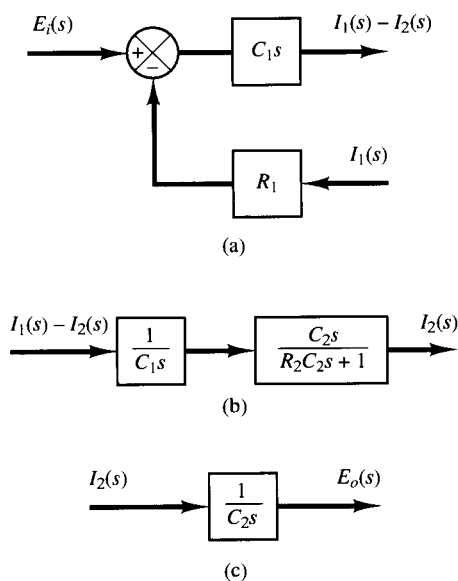 E_i(s)
+
−
C_1s
I_1(s) − I_2(s)
R_1
I_1(s)
(a)
I_1(s) − I_2(s)
1/C_1s
C_2s/R_2C_2s + 1
I_2(s)
(b)
I_2(s)
1/C_2s
E_o(s)
(c)